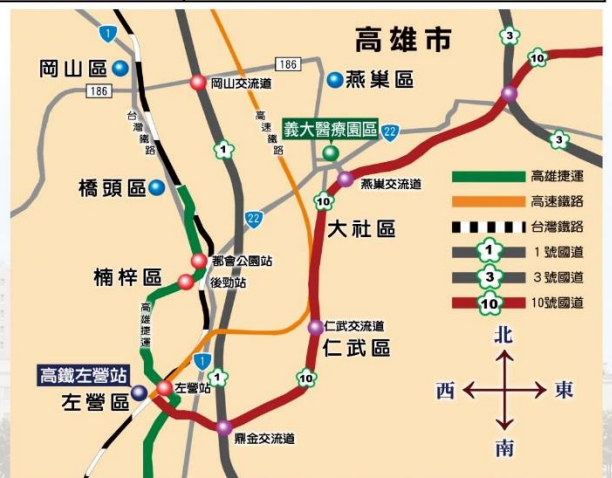 高雄市
1
3
10
岡山區
186
186
岡山交流道
燕巢區
台灣鐵路
高速鐵路
1
義大醫療園區
22
3
燕巢交流道
高雄捷運
橋頭區
10
大社區
高速鐵路
22
台灣鐵路
都會公園站
1
1號國道
楠梓區
後勁站
3
3號國道
高雄捷運
仁武交流道
10
10號國道
1
仁武區
北
高鐵左營站
左營站
1
10
西
東
左營區
鼎金交流道
南